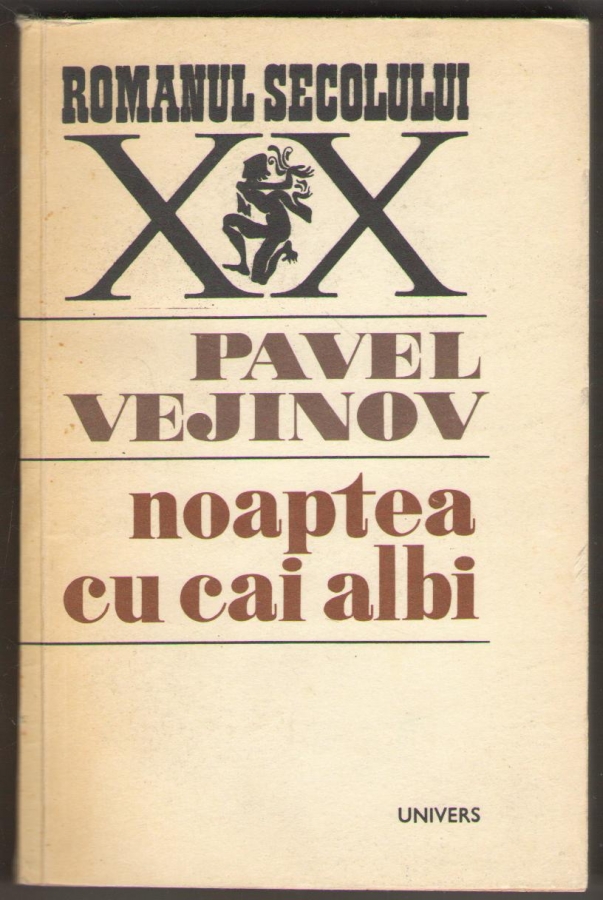 ROMANUL SECOLULUI
XX
PAVEL
VEJINOV
noaptea
cu cai albi
UNIVERS